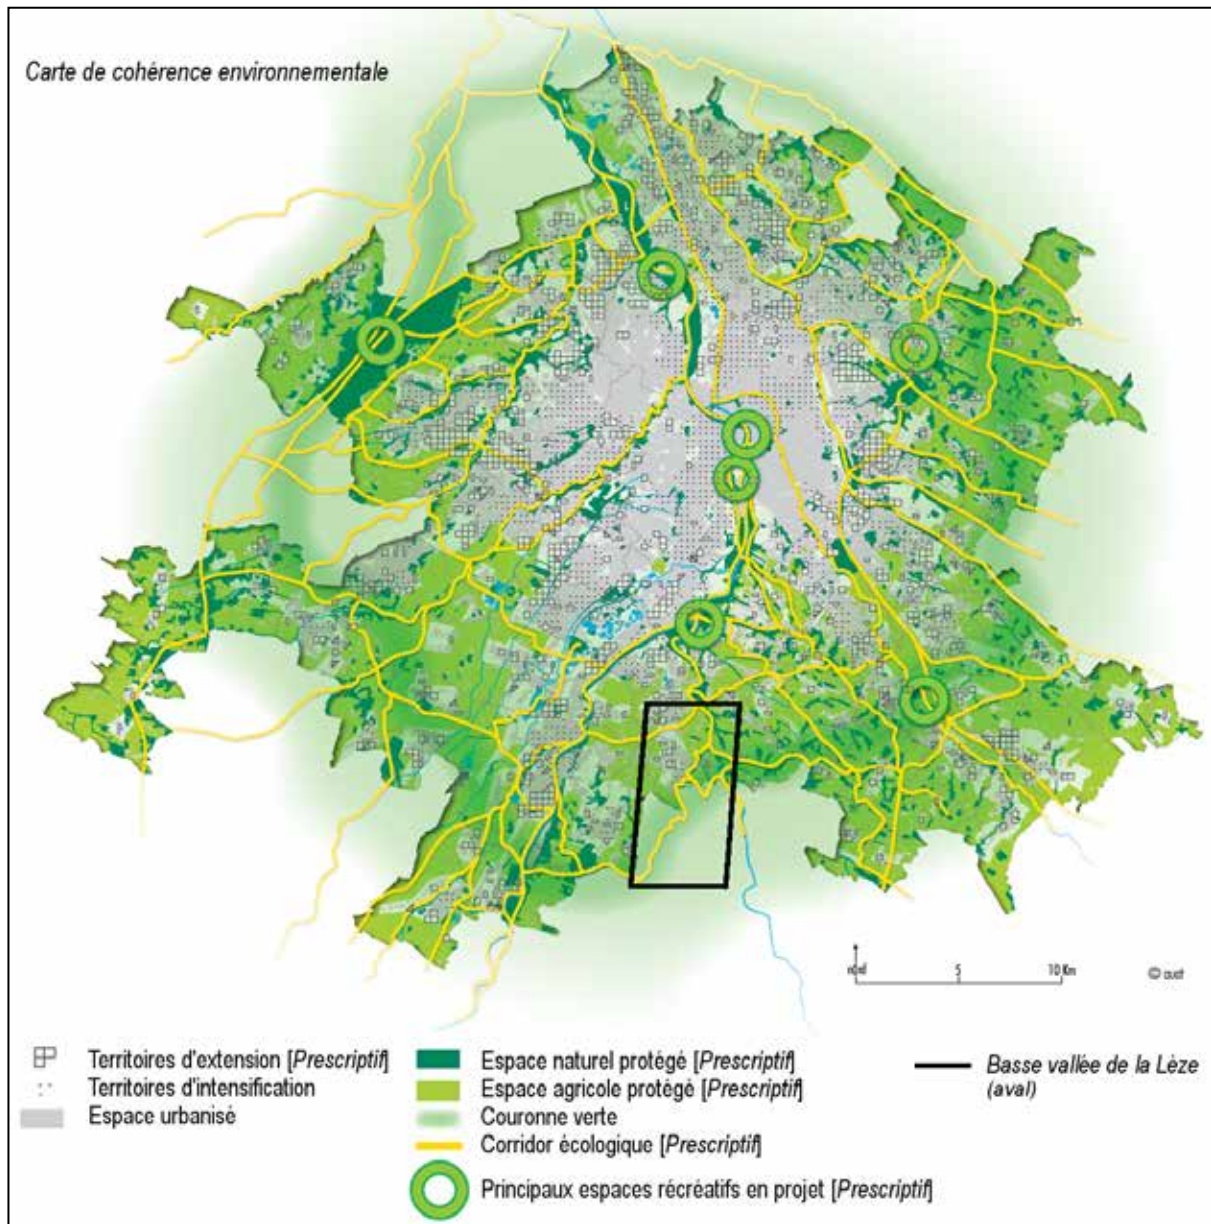 Carte de cohérence environnementale
nord 5 10 Km
© auat
Territoires d'extension [Prescriptif]
Territoires d'intensification
Espace urbanisé
Espace naturel protégé [Prescriptif]
Espace agricole protégé [Prescriptif]
Couronne verte
Corridor écologique [Prescriptif]
Principaux espaces récréatifs en projet [Prescriptif]
Basse vallée de la Lèze
(aval)